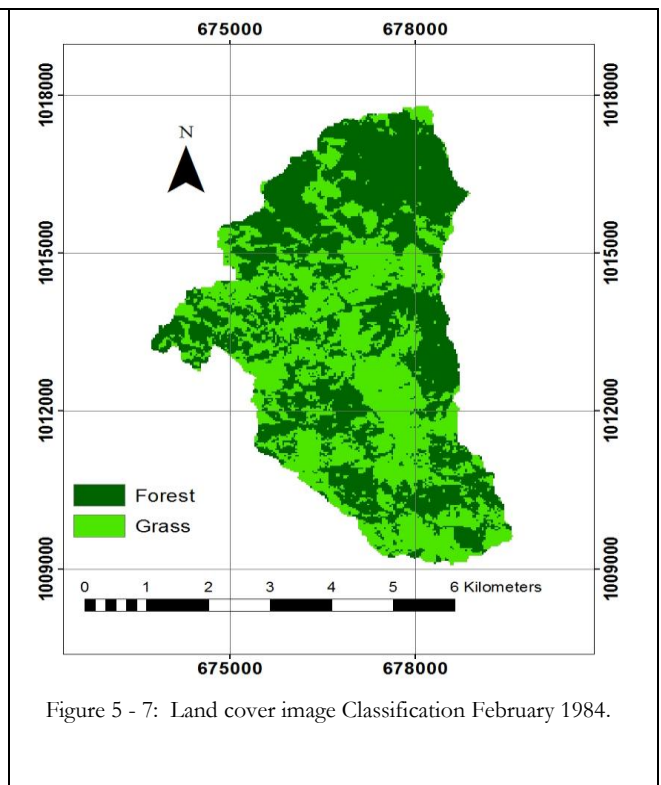 675000 678000
1018000 1018000
N
1015000 1015000
1012000 1012000
Forest
Grass
1009000 1009000
0 1 2 3 4 5 6 Kilometers
675000 678000
Figure 5 - 7: Land cover image Classification February 1984.